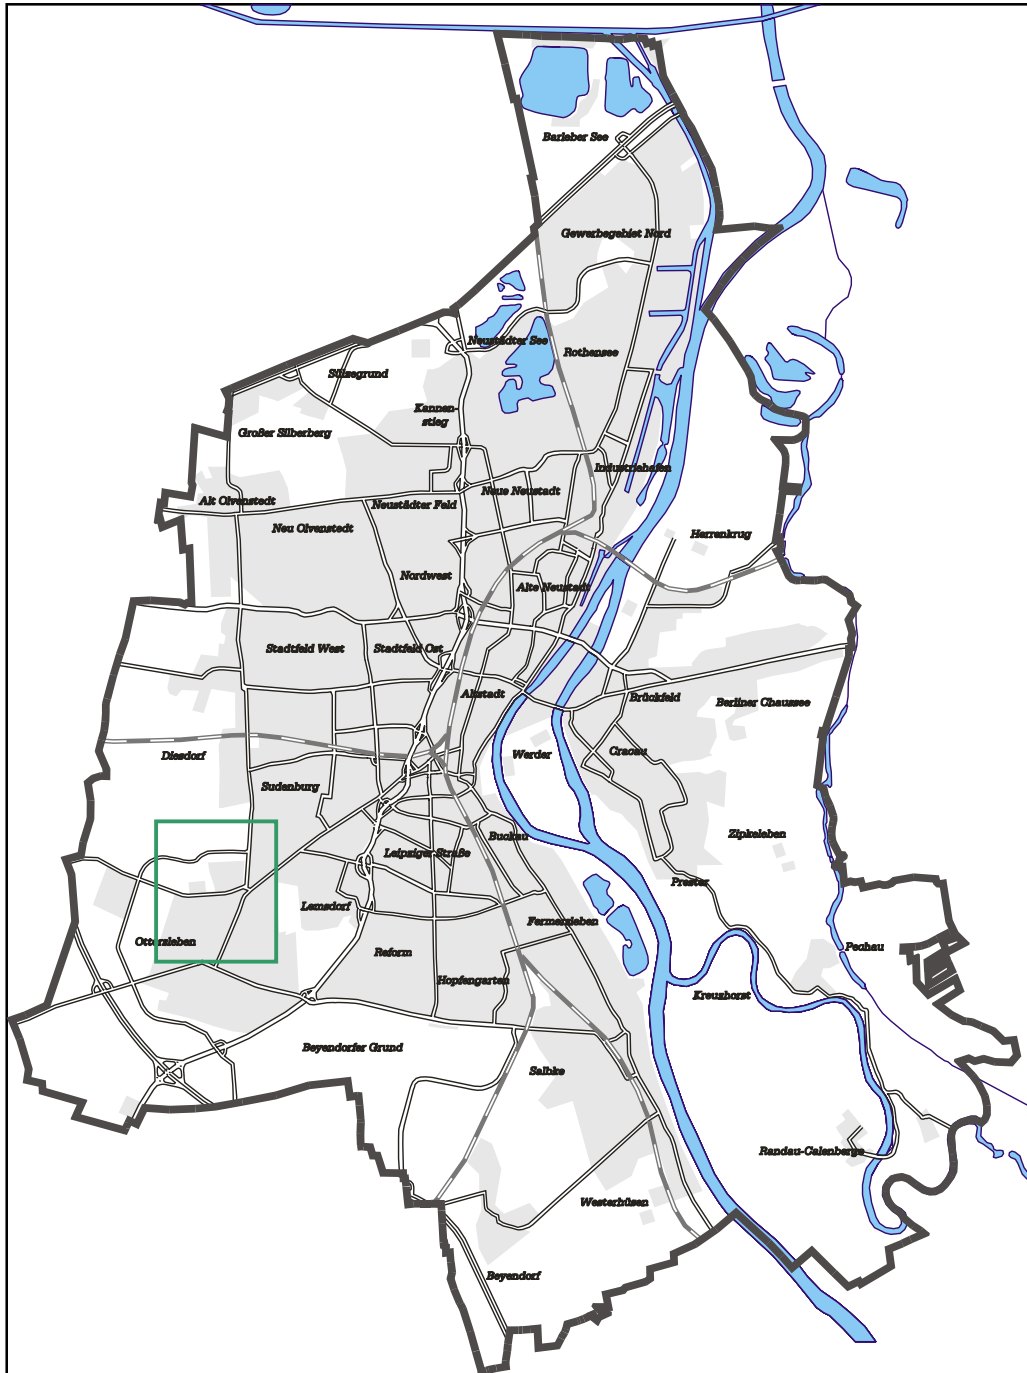 Barleber See
Gewerbegebiet Nord
Neustädter See
Rothensee
Sülzegrund
Kannen-
stieg
Großer Silberberg
Industriehafen
Neue Neustadt
Alt Olvenstedt
Neustädter Feld
Neu Olvenstedt
Herrenkrug
Nordwest
Alte Neustadt
Stadtfeld West
Stadtfeld Ost
Altstadt
Brückfeld
Berliner Chaussee
Diesdorf
Werder
Cracau
Sudenburg
Zipkeleben
Buckau
Leipziger Straße
Prester
Lemsdorf
Fermersleben
Ottersleben
Pechau
Reform
Hopfengarten
Kreuzhorst
Beyendorfer Grund
Salbke
Randau-Calenberge
Westerhüsen
Beyendorf